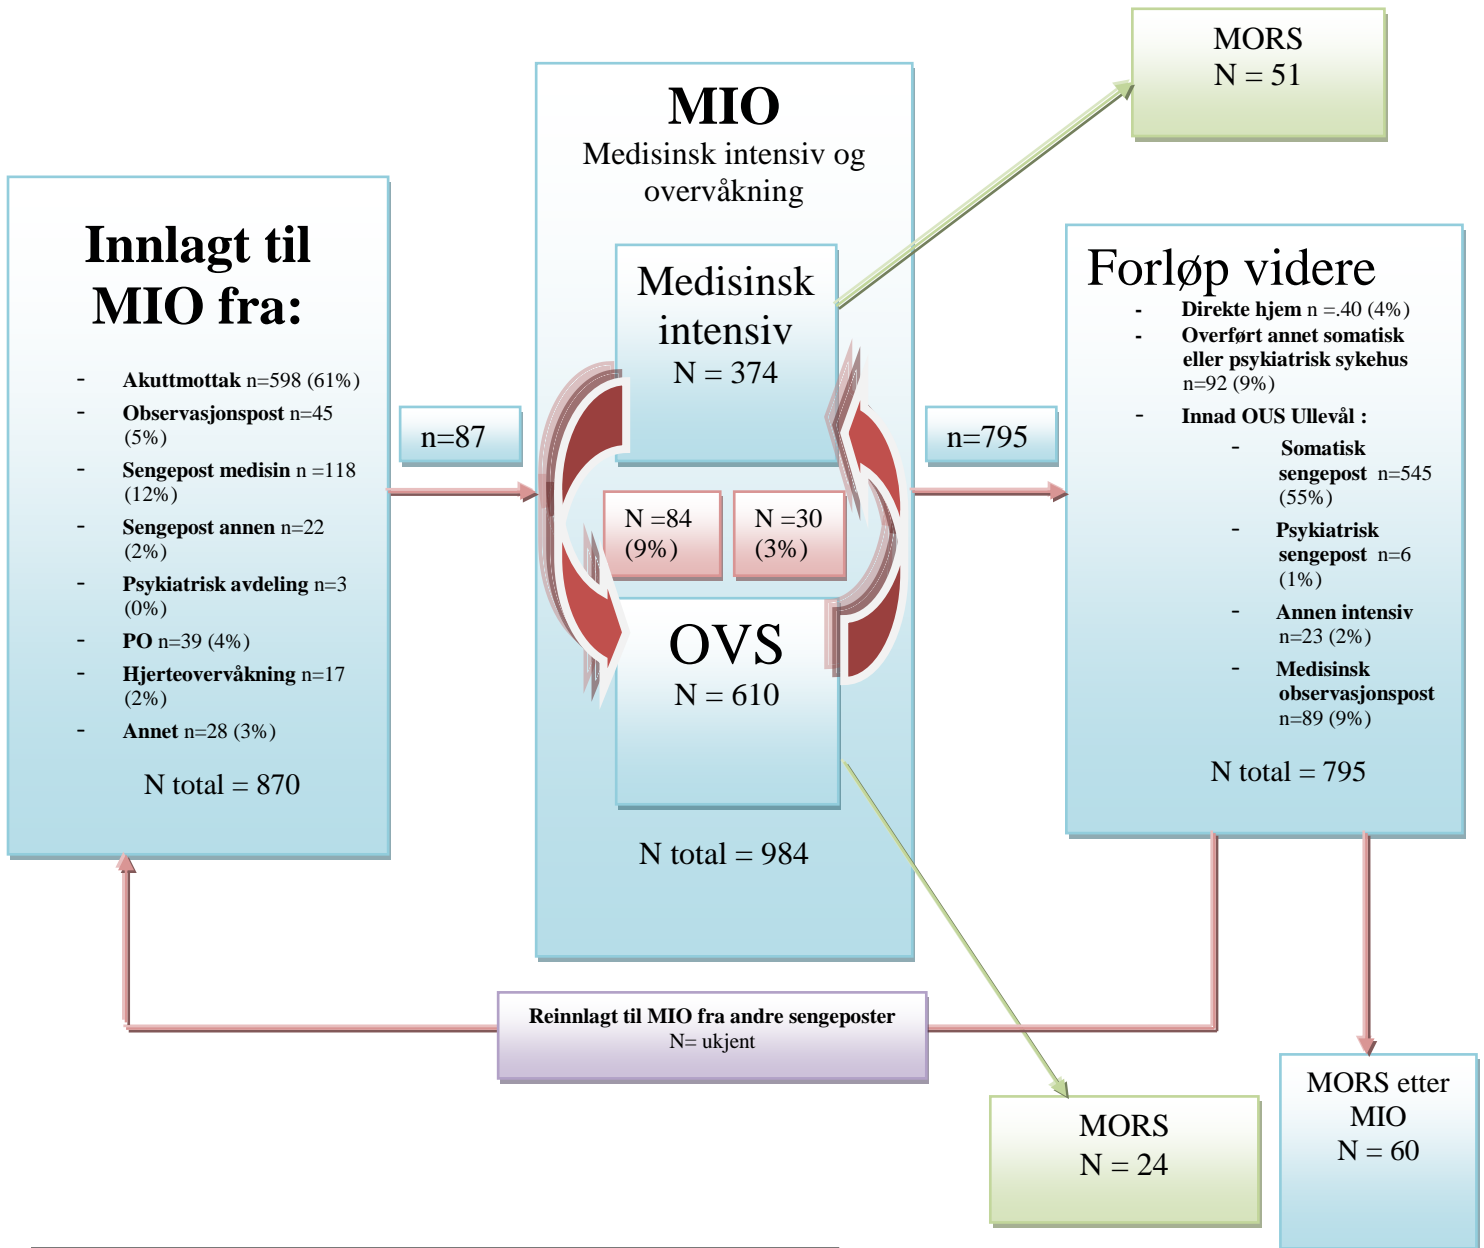 MORS
N = 51
MIO
Medisinsk intensiv og
overvåkning
Innlagt til
MIO fra:
- Akuttmottak n=598 (61%)
- Observasjonspost n=45
(5%)
- Sengepost medisin n =118
(12%)
- Sengepost annen n=22
(2%)
- Psykiatrisk avdeling n=3
(0%)
- PO n=39 (4%)
- Hjerteovervåkning n=17
(2%)
- Annet n=28 (3%)
N total = 870
n=87
Medisinsk
intensiv
N = 374
N =84
(9%)
N =30
(3%)
OVS
N = 610
N total = 984
n=795
Forløp videre
- Direkte hjem n =.40 (4%)
- Overført annet somatisk
eller psykiatrisk sykehus
n=92 (9%)
- Innad OUS Ullevål :
- Somatisk
sengepost n=545
(55%)
- Psykiatrisk
sengepost n=6
(1%)
- Annen intensiv
n=23 (2%)
- Medisinsk
observasjonspost
n=89 (9%)
N total = 795
Reinnlagt til MIO fra andre sengeposter
N= ukjent
MORS
N = 24
MORS etter
MIO
N = 60